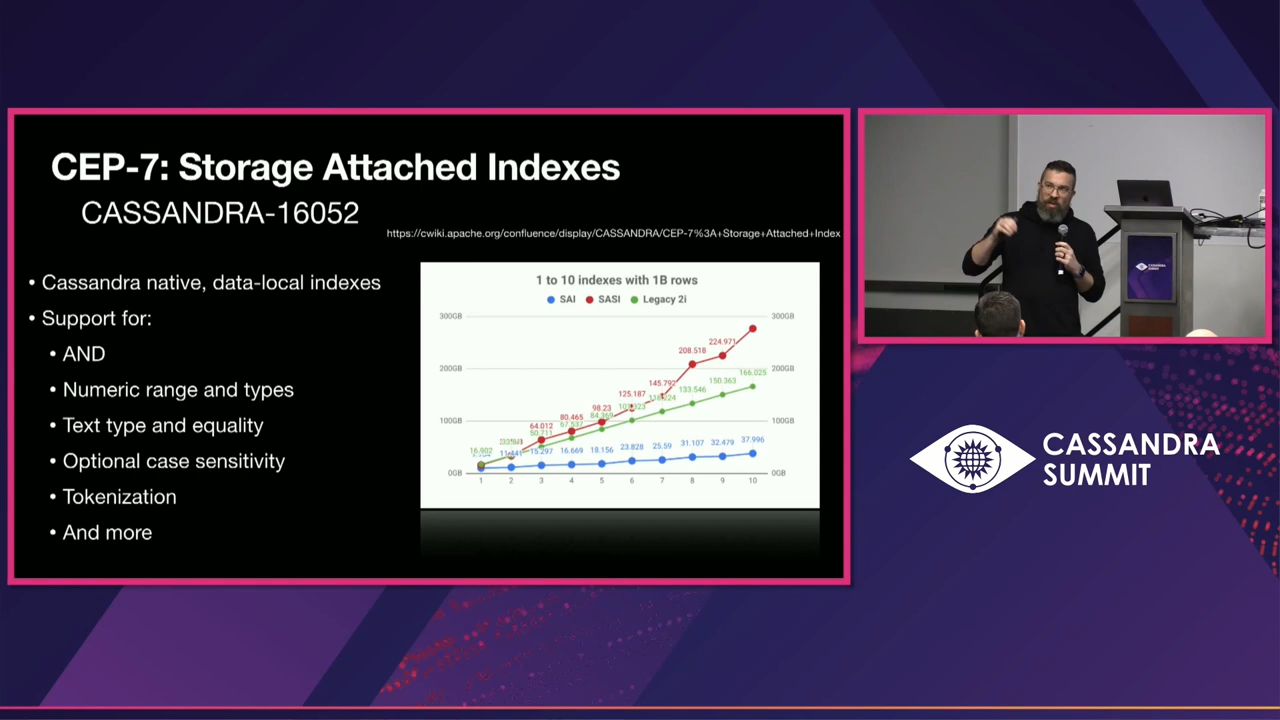 CEP-7: Storage Attached Indexes
CASSANDRA-16052
https://cwiki.apache.org/confluence/display/CASSANDRA/CEP-7%3A+Storage+Attached+Index
• Cassandra native, data-local indexes
• Support for:
• AND
• Numeric range and types
• Text type and equality
• Optional case sensitivity
• Tokenization
• And more
1 to 10 indexes with 1B rows
SAI SASI Legacy 2i
300GB 300GB
200GB 200GB
100GB 100GB
0GB 0GB
64.012 80.465 98.23 125.187 145.792 208.518 224.971
16.902 50.711 67.537 84.369 133.546 150.363 166.025
15.297 16.669 18.156 23.828 25.59 31.107 32.479 37.996
1 2 3 4 5 6 7 8 9 10
CASSANDRA
SUMMIT
CASSANDRA
SUMMIT